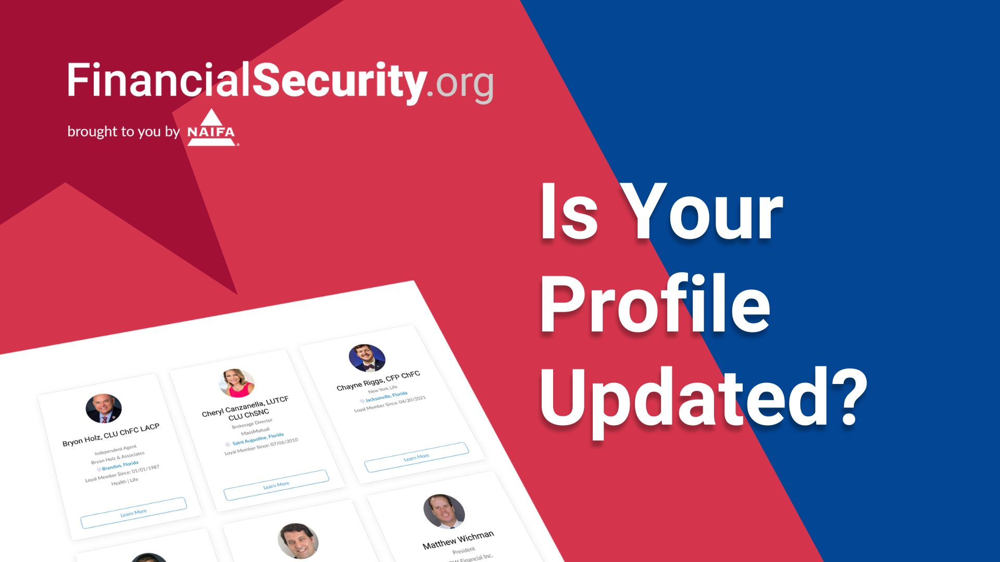 FinancialSecurity.org
brought to you by NAIFA
Is Your
Profile
Updated?
Bryon Holz, CLU ChFC LACP
Independent Agent
Bryon Holz & Associates
Brandon, Florida
Loyal Member Since: 01/01/1987
Health | Life
Learn More
Cheryl Canzanella, LUTCF
CLU ChSNC
Brokerage Director
MassMutual
Saint Augustine, Florida
Loyal Member Since: 07/06/2010
Learn More
Chayne Riggs, CFP ChFC
New York Life
Jacksonville, Florida
Loyal Member Since: 04/20/2021
Learn More
Matthew Wichman
President
Financial Inc.